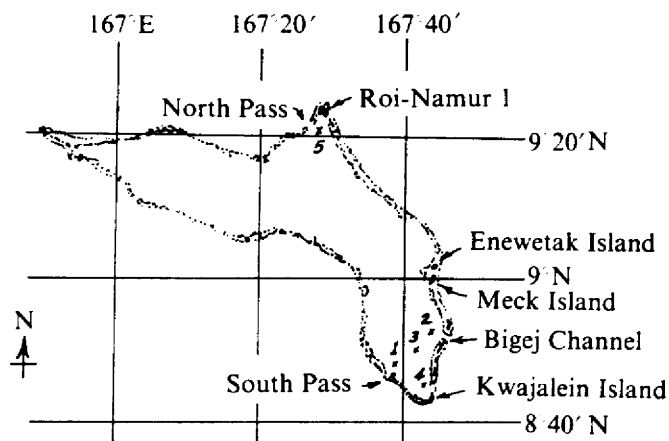 167°E 167°20′ 167°40′
North Pass
Roi-Namur 1
5
9°20′N
Enewetak Island
9°N
Meck Island
N
2
3
Bigej Channel
1
4
South Pass
Kwajalein Island
8°40′N